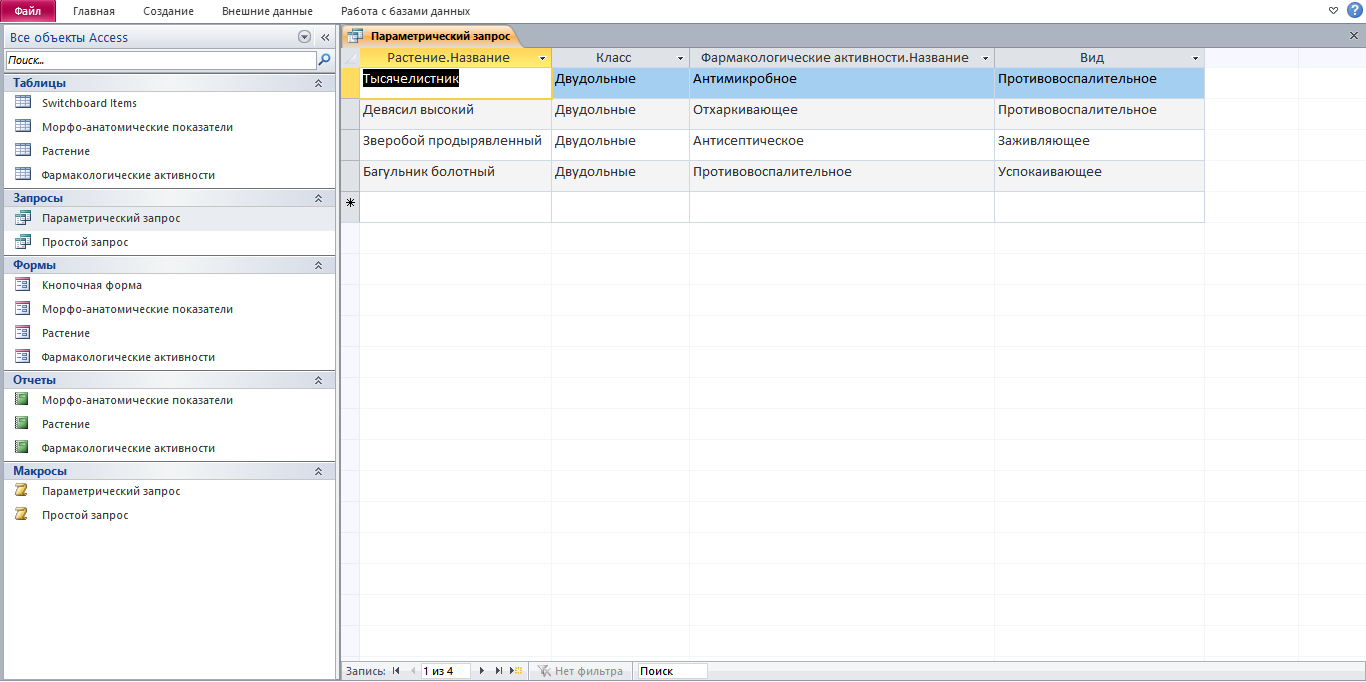 Файл Главная Создание Внешние данные Работа с базами данных
Все объекты Access
Поиск...
Таблицы
Switchboard Items
Морфо-анатомические показатели
Растение
Фармакологические активности
Запросы
Параметрический запрос
Простой запрос
Формы
Кнопочная форма
Морфо-анатомические показатели
Растение
Фармакологические активности
Отчеты
Морфо-анатомические показатели
Растение
Фармакологические активности
Макросы
Параметрический запрос
Простой запрос
Параметрический запрос
Растение.Название Класс Фармакологические активности.Название Вид
Тысячелистник Двудольные Антимикробное Противовоспалительное
Девясил высокий Двудольные Отхаркивающее Противовоспалительное
Зверобой продырявленный Двудольные Антисептическое Заживляющее
Багульник болотный Двудольные Противовоспалительное Успокаивающее
Запись: 1 из 4 Нет фильтра Поиск